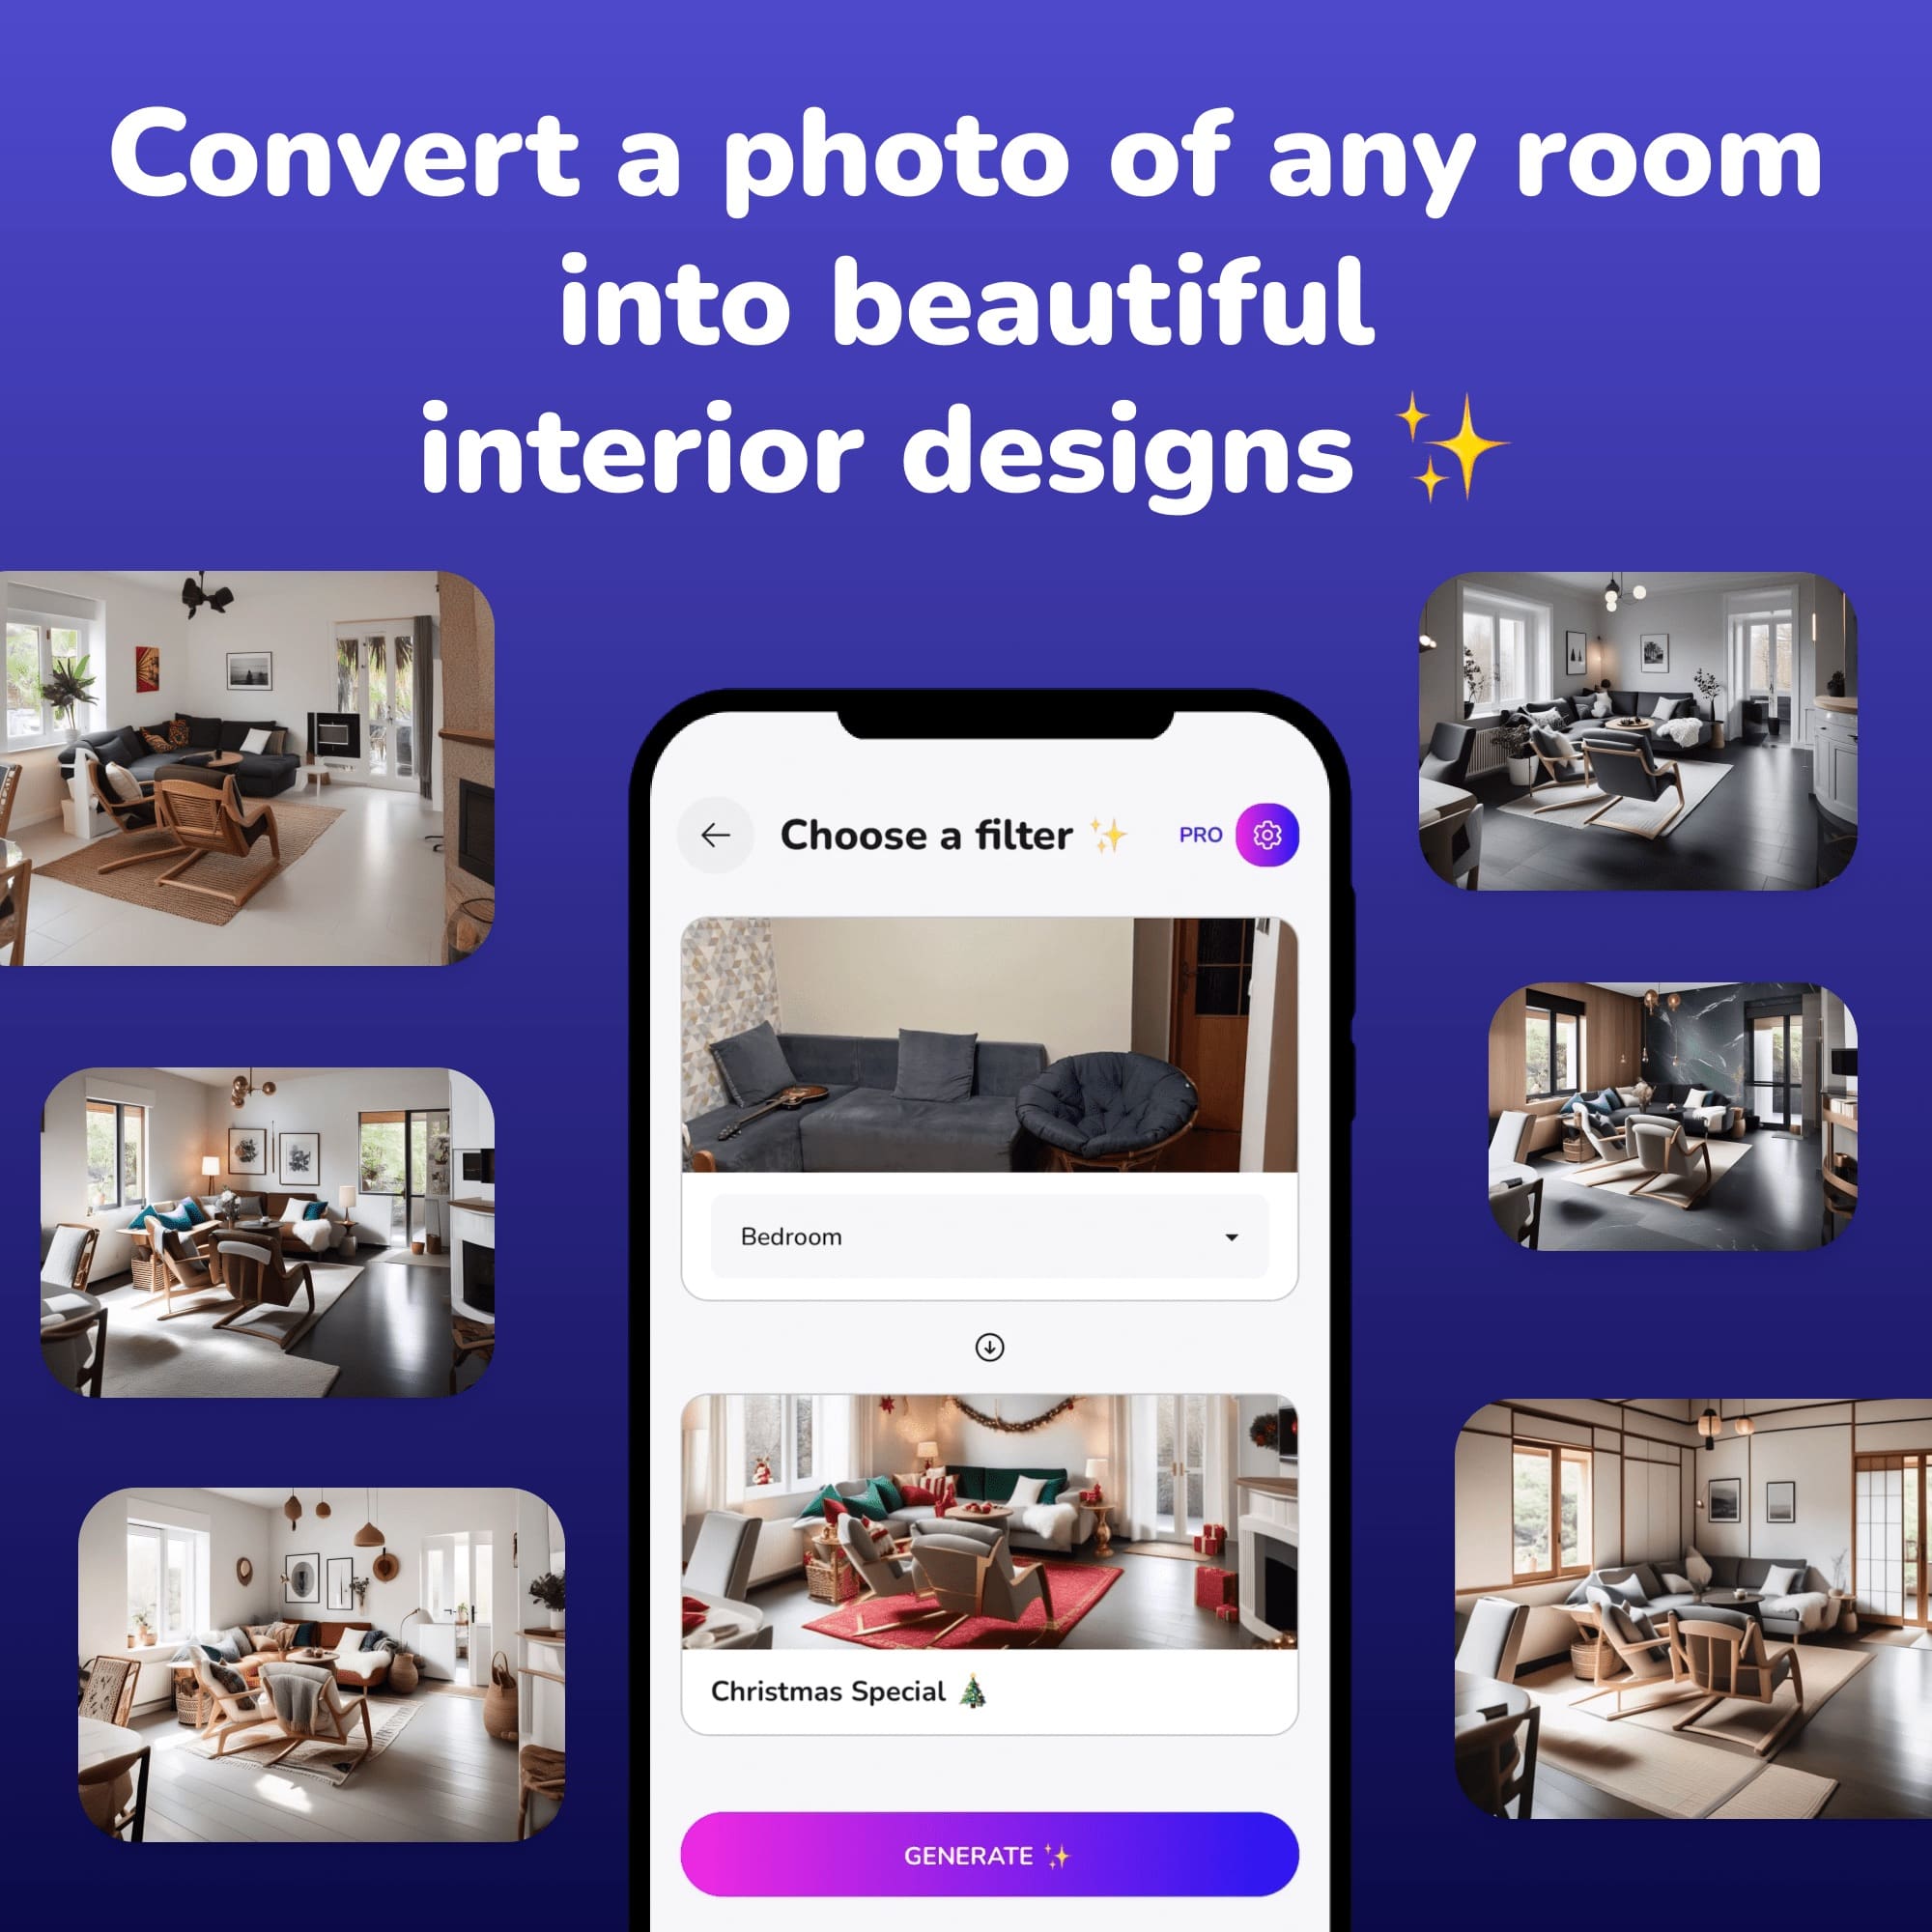 Convert a photo of any room
into beautiful
interior designs ✨
Choose a filter ✨
PRO
Bedroom
Christmas Special 🎄
GENERATE ✨